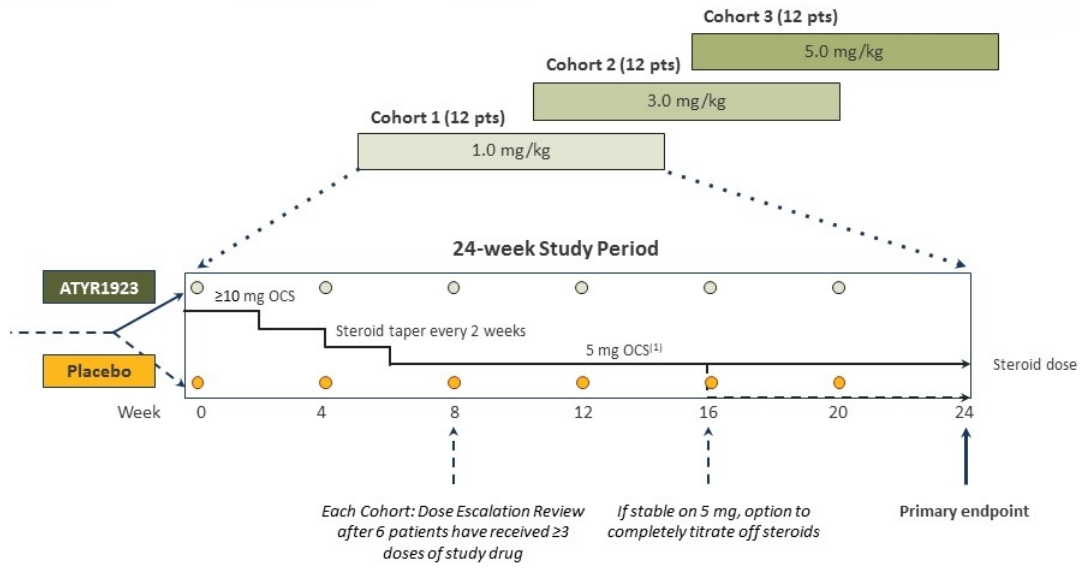 Cohort 3 (12 pts)
5.0 mg/kg
Cohort 2 (12 pts)
3.0 mg/kg
Cohort 1 (12 pts)
1.0 mg/kg
24-week Study Period
ATYR1923
≥10 mg OCS
Steroid taper every 2 weeks
5 mg OCS(1)
Steroid dose
Placebo
Week 0 4 8 12 16 20 24
Each Cohort: Dose Escalation Review
after 6 patients have received ≥3
doses of study drug
If stable on 5 mg, option to
completely titrate off steroids
Primary endpoint